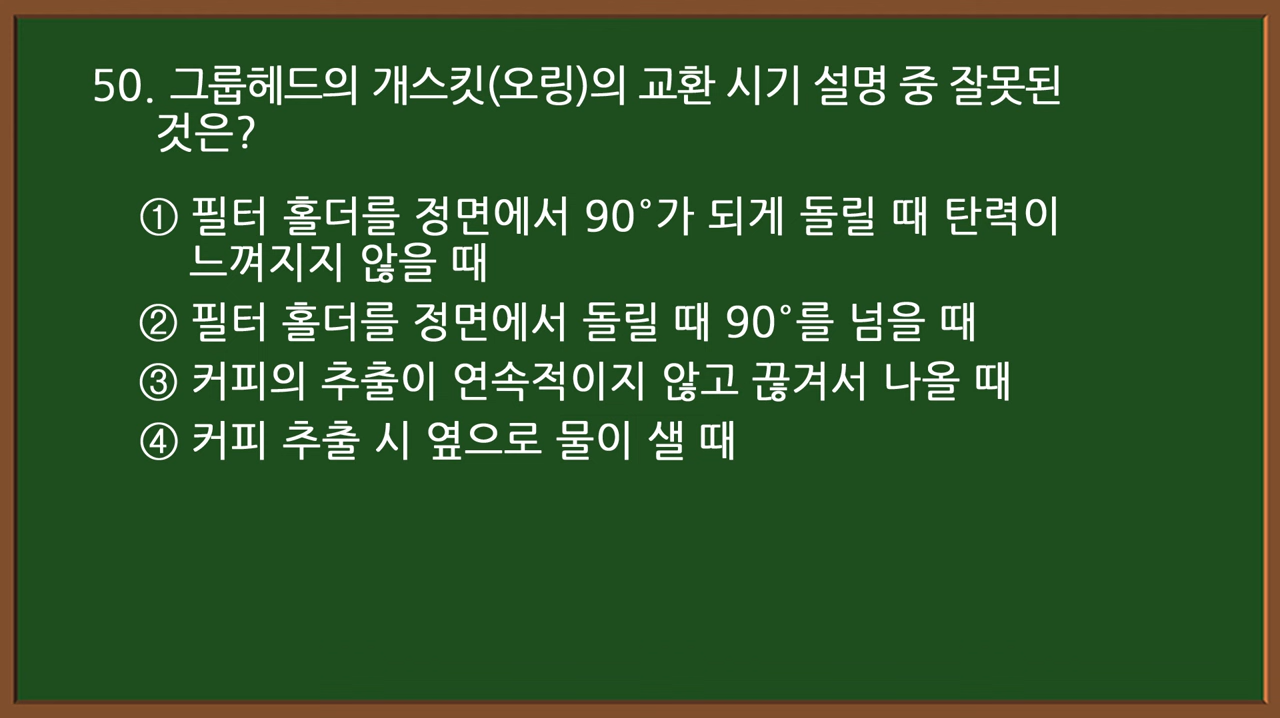 50. 그룹헤드의 개스킷(오링)의 교환 시기 설명 중 잘못된
것은?
① 필터 홀더를 정면에서 90°가 되게 돌릴 때 탄력이
느껴지지 않을 때
② 필터 홀더를 정면에서 돌릴 때 90°를 넘을 때
③ 커피의 추출이 연속적이지 않고 끊겨서 나올 때
④ 커피 추출 시 옆으로 물이 샐 때